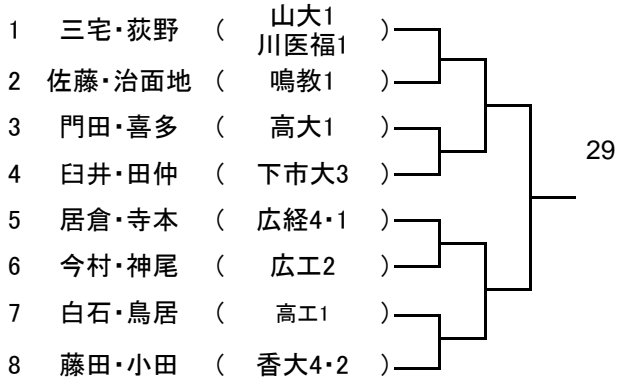 1 三宅・荻野 ( 山大1 川医福1 )
2 佐藤・治面地 ( 鳴教1 )
3 門田・喜多 ( 高大1 )
4 臼井・田仲 ( 下市大3 )
29
5 居倉・寺本 ( 広経4・1 )
6 今村・神尾 ( 広工2 )
7 白石・鳥居 ( 高工1 )
8 藤田・小田 ( 香大4・2 )